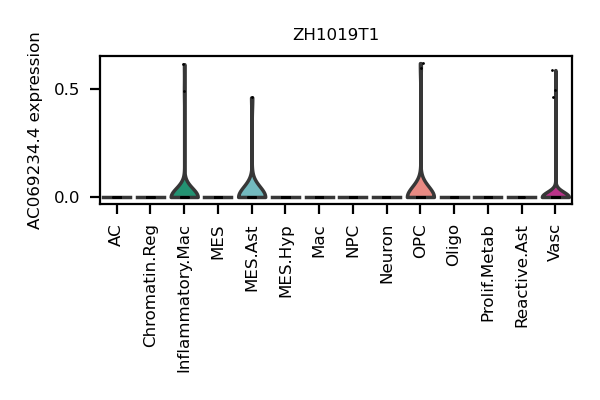 ZH1019T1
AC069234.4 expression
0.5
0.0
AC
Chromatin.Reg
Inflammatory.Mac
MES
MES.Ast
MES.Hyp
Mac
NPC
Neuron
OPC
Oligo
Prolif.Metab
Reactive.Ast
Vasc